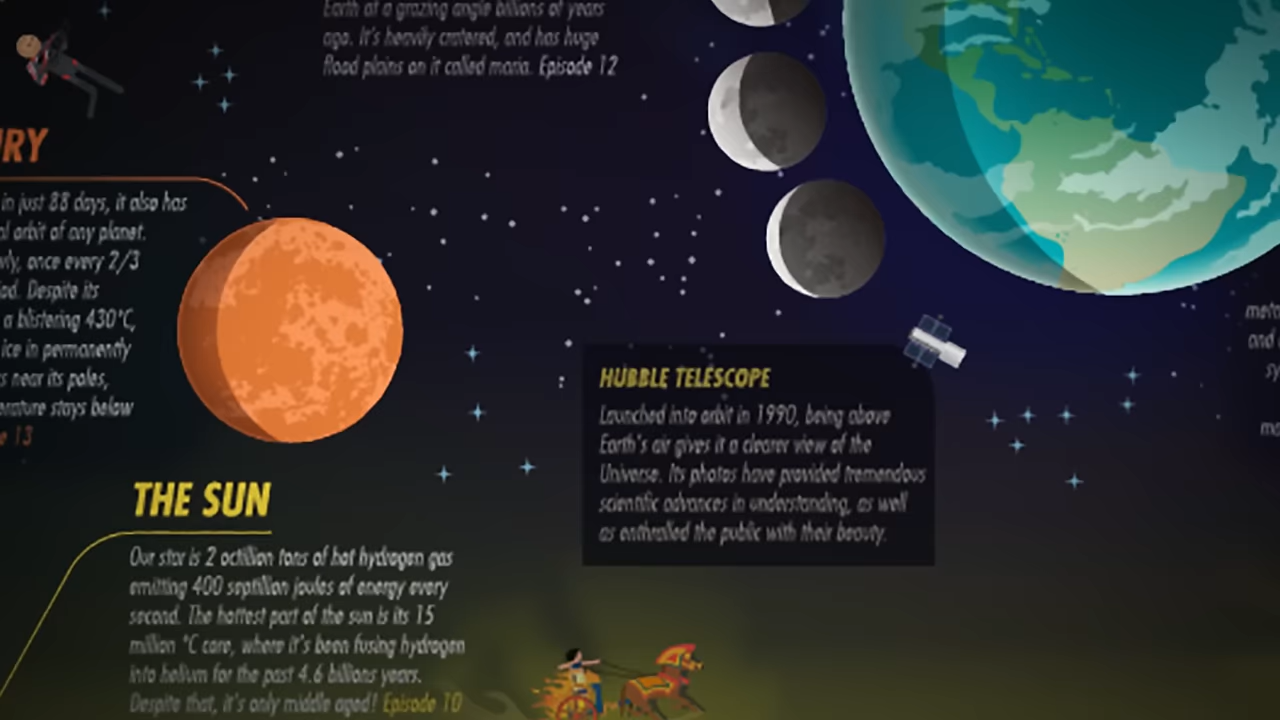 Earth at a grazing angle billions of years
ago. It's heavily cratered, and has huge
flood plains on it called maria. Episode 12
URY
in just 88 days, it also has
al orbit of any planet.
wly, once every 2/3
iod. Despite its
a blistering 430°C,
ice in permanently
s near its poles,
erature stays below
e 13
THE SUN
Our star is 2 octillion tons of hot hydrogen gas
emitting 400 septillion joules of energy every
second. The hottest part of the sun is its 15
million °C core, where it's been fusing hydrogen
into helium for the past 4.6 billions years.
Despite that, it's only middle aged! Episode 10
HUBBLE TELESCOPE
Launched into orbit in 1990, being above
Earth's air gives it a clearer view of the
Universe. Its photos have provided tremendous
scientific advances in understanding, as well
as enthralled the public with their beauty.
and
sy